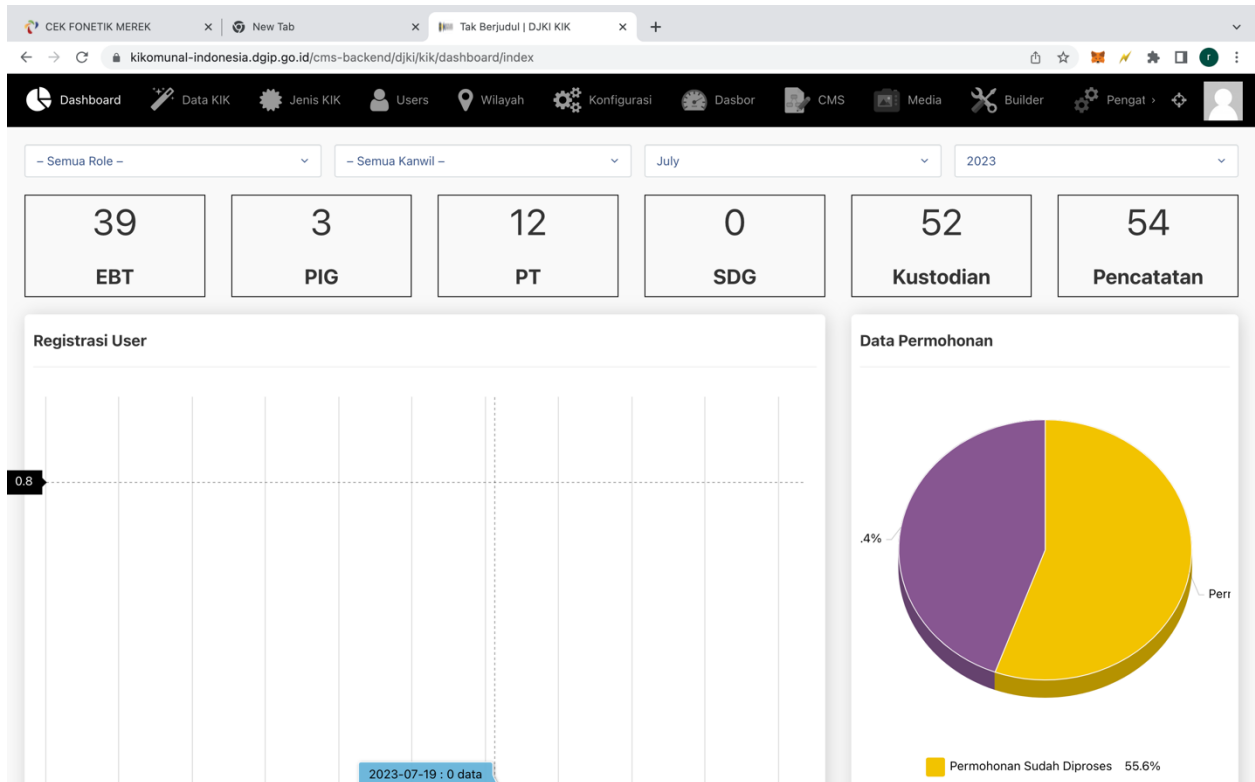 CEK FONETIK MEREK
New Tab
Tak Berjudul | DJKI KIK
kikomunal-indonesia.dgip.go.id/cms-backend/djki/kik/dashboard/index
r
Dashboard Data KIK Jenis KIK Users Wilayah Konfigurasi Dasbor CMS Media Builder Pengat
– Semua Role – – Semua Kanwil – July 2023
39 3 12 0 52 54
EBT PIG PT SDG Kustodian Pencatatan
Registrasi User
Data Permohonan
0.8
.4%
Perr
2023-07-19 : 0 data
Permohonan Sudah Diproses 55.6%